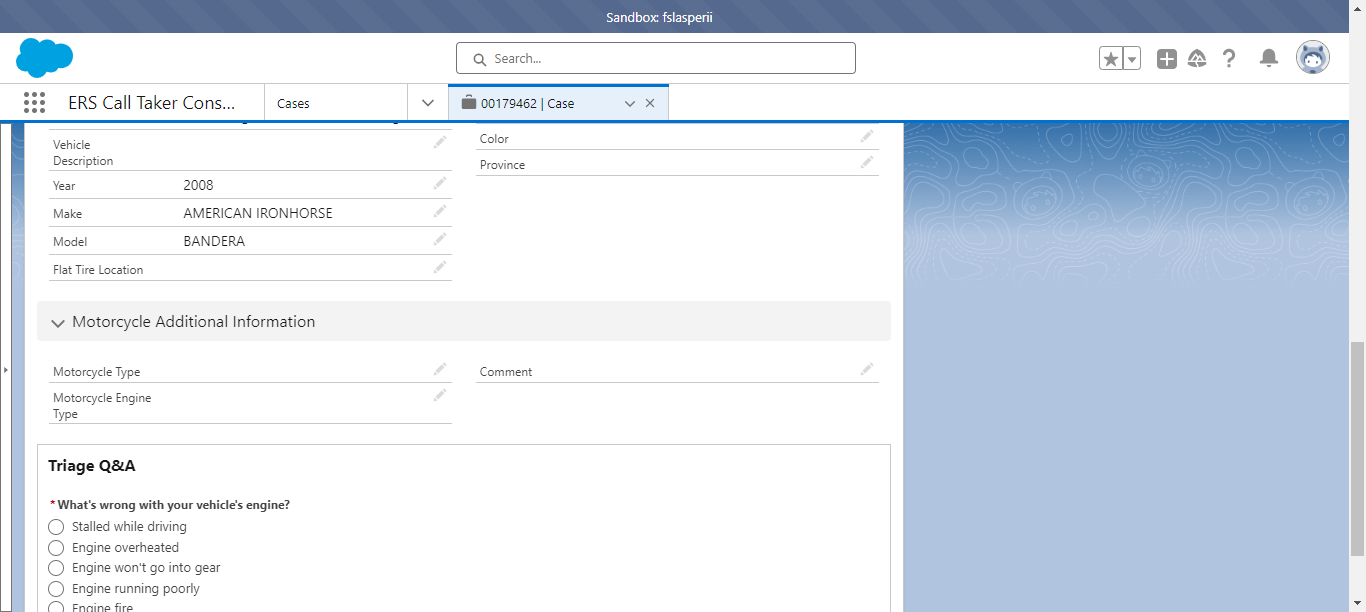 Sandbox: fslasperii
Search...
ERS Call Taker Cons...
Cases
00179462 | Case
Vehicle
Description
Color
Province
Year 2008
Make AMERICAN IRONHORSE
Model BANDERA
Flat Tire Location
Motorcycle Additional Information
Motorcycle Type
Comment
Motorcycle Engine
Type
Triage Q&A
*What's wrong with your vehicle's engine?
Stalled while driving
Engine overheated
Engine won't go into gear
Engine running poorly
Engine fire